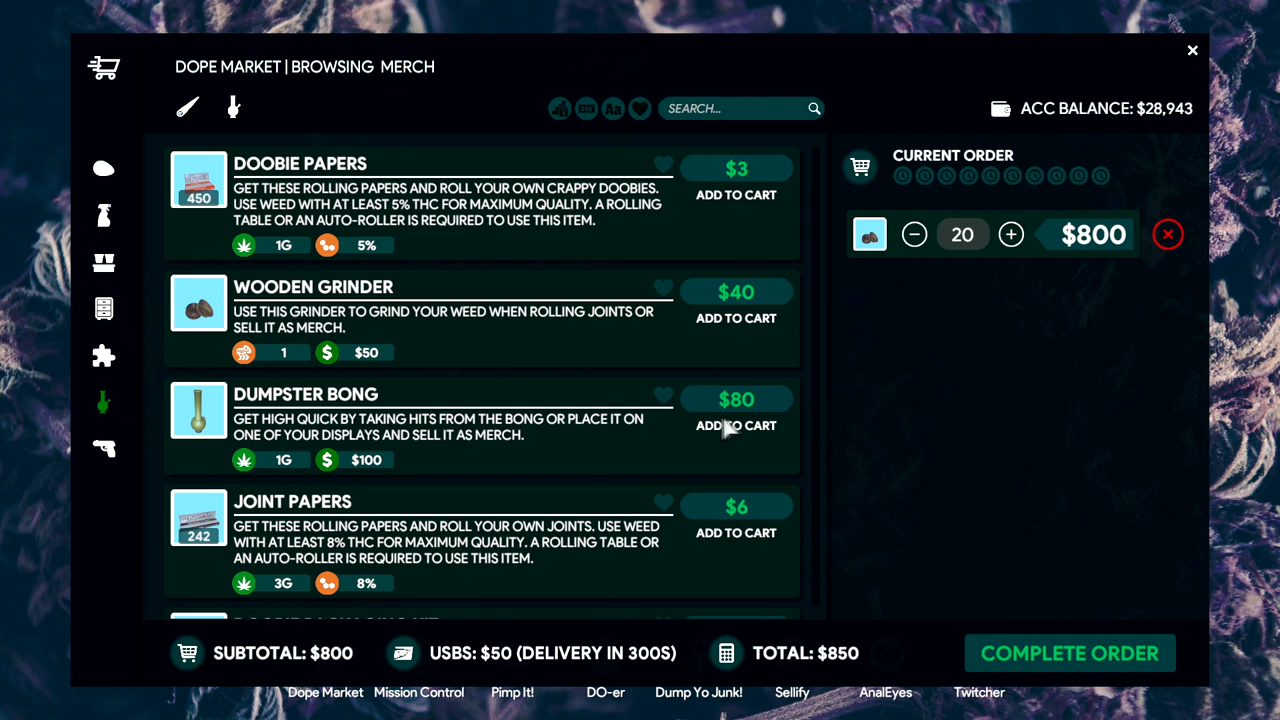 DOPE MARKET | BROWSING MERCH
Aa
SEARCH...
ACC BALANCE: $28,943
DOOBIE PAPERS
450
GET THESE ROLLING PAPERS AND ROLL YOUR OWN CRAPPY DOOBIES.
USE WEED WITH AT LEAST 5% THC FOR MAXIMUM QUALITY. A ROLLING
TABLE OR AN AUTO-ROLLER IS REQUIRED TO USE THIS ITEM.
1G
5%
$3
ADD TO CART
WOODEN GRINDER
USE THIS GRINDER TO GRIND YOUR WEED WHEN ROLLING JOINTS OR
SELL IT AS MERCH.
1
$ $50
$40
ADD TO CART
DUMPSTER BONG
GET HIGH QUICK BY TAKING HITS FROM THE BONG OR PLACE IT ON
ONE OF YOUR DISPLAYS AND SELL IT AS MERCH.
1G
$ $100
$80
ADD TO CART
JOINT PAPERS
242
GET THESE ROLLING PAPERS AND ROLL YOUR OWN JOINTS. USE WEED
WITH AT LEAST 8% THC FOR MAXIMUM QUALITY. A ROLLING TABLE OR
AN AUTO-ROLLER IS REQUIRED TO USE THIS ITEM.
3G
8%
$6
ADD TO CART
CURRENT ORDER
20
$800
SUBTOTAL: $800
USBS: $50 (DELIVERY IN 300S)
TOTAL: $850
COMPLETE ORDER
Dope Market
Mission Control
Pimp It!
DO-er
Dump Yo Junk!
Sellify
AnalEyes
Twitcher